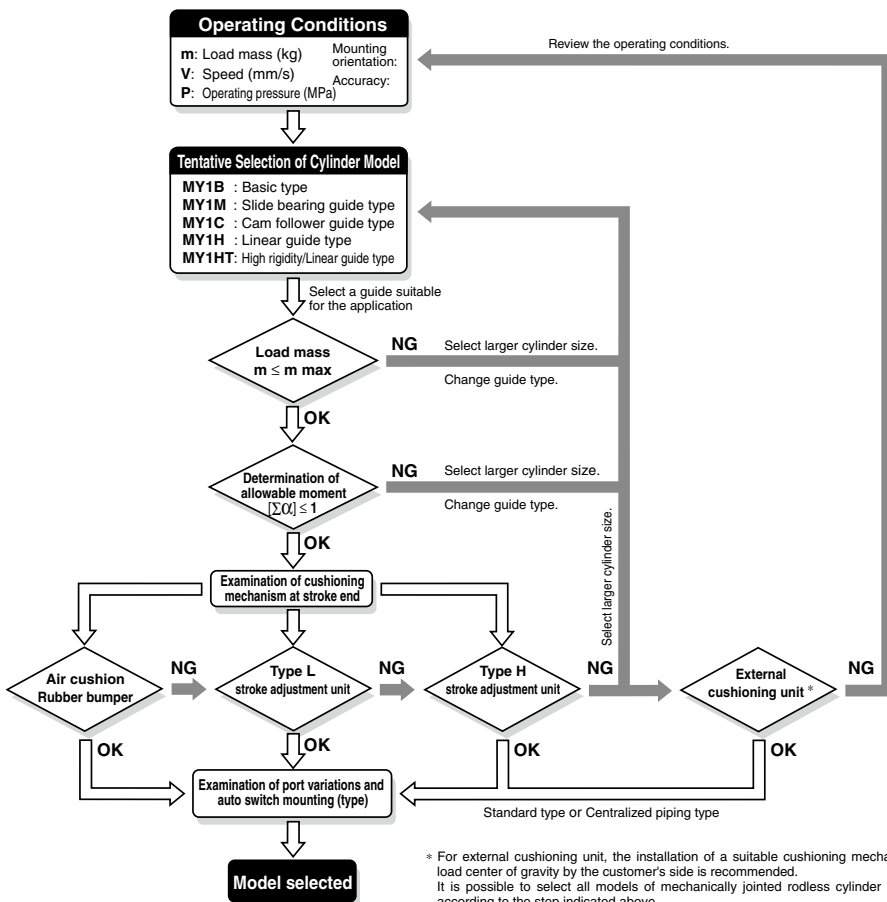 Operating Conditions
m: Load mass (kg)
V: Speed (mm/s)
P: Operating pressure (MPa)
Mounting
orientation:
Accuracy:
Review the operating conditions.
Tentative Selection of Cylinder Model
MY1B : Basic type
MY1M : Slide bearing guide type
MY1C : Cam follower guide type
MY1H : Linear guide type
MY1HT: High rigidity/Linear guide type
Select a guide suitable
for the application
Load mass
m ≤ m max
NG
Select larger cylinder size.
Change guide type.
OK
Determination of
allowable moment
[Σα] ≤ 1
NG
Select larger cylinder size.
Change guide type.
OK
Select larger cylinder size.
Examination of cushioning
mechanism at stroke end
Air cushion
Rubber bumper
NG
Type L
stroke adjustment unit
NG
Type H
stroke adjustment unit
NG
External
cushioning unit *
NG
OK
OK
OK
OK
Examination of port variations and
auto switch mounting (type)
Standard type or Centralized piping type
Model selected
* For external cushioning unit, the installation of a suitable cushioning
load center of gravity by the customer's side is recommended.
It is possible to select all models of mechanically jointed rodless cylinder
according to the step indicated above.